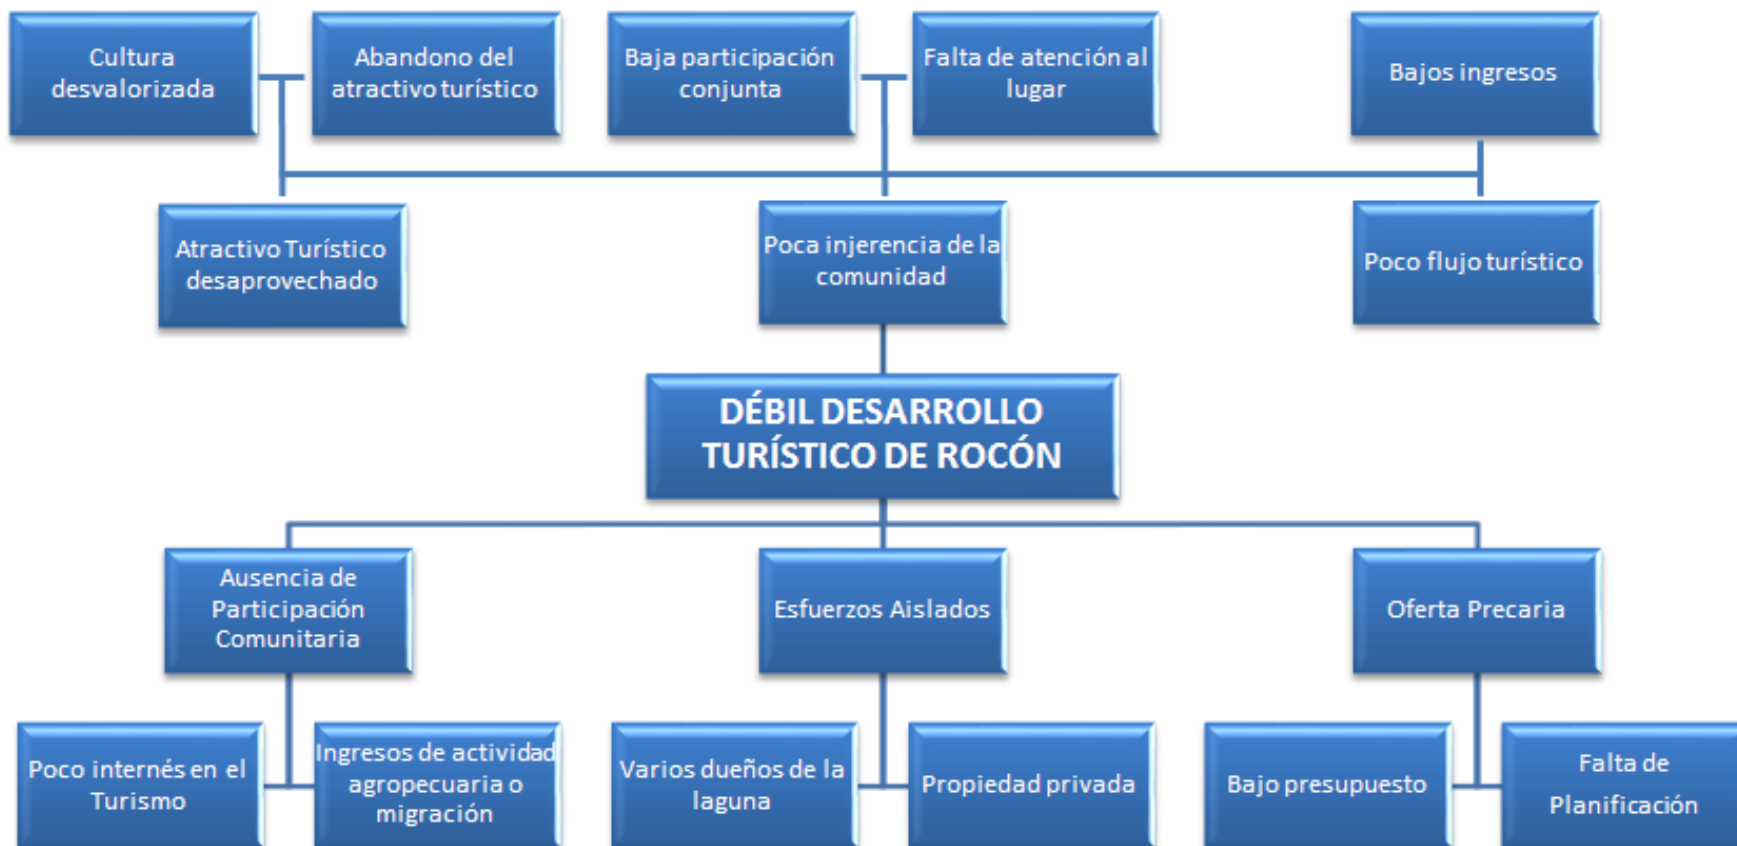 Cultura
desvalorizada
Abandono del
atractivo turístico
Baja participación
conjunta
Falta de atención al
lugar
Bajos ingresos
Atractivo Turístico
desaprovechado
Poca injerencia de la
comunidad
Poco flujo turístico
DÉBIL DESARROLLO
TURÍSTICO DE ROCÓN
Ausencia de
Participación
Comunitaria
Esfuerzos Aislados
Oferta Precaria
Poco internés en el
Turismo
Ingresos de actividad
agropecuaria o
migración
Varios dueños de la
laguna
Propiedad privada
Bajo presupuesto
Falta de
Planificación